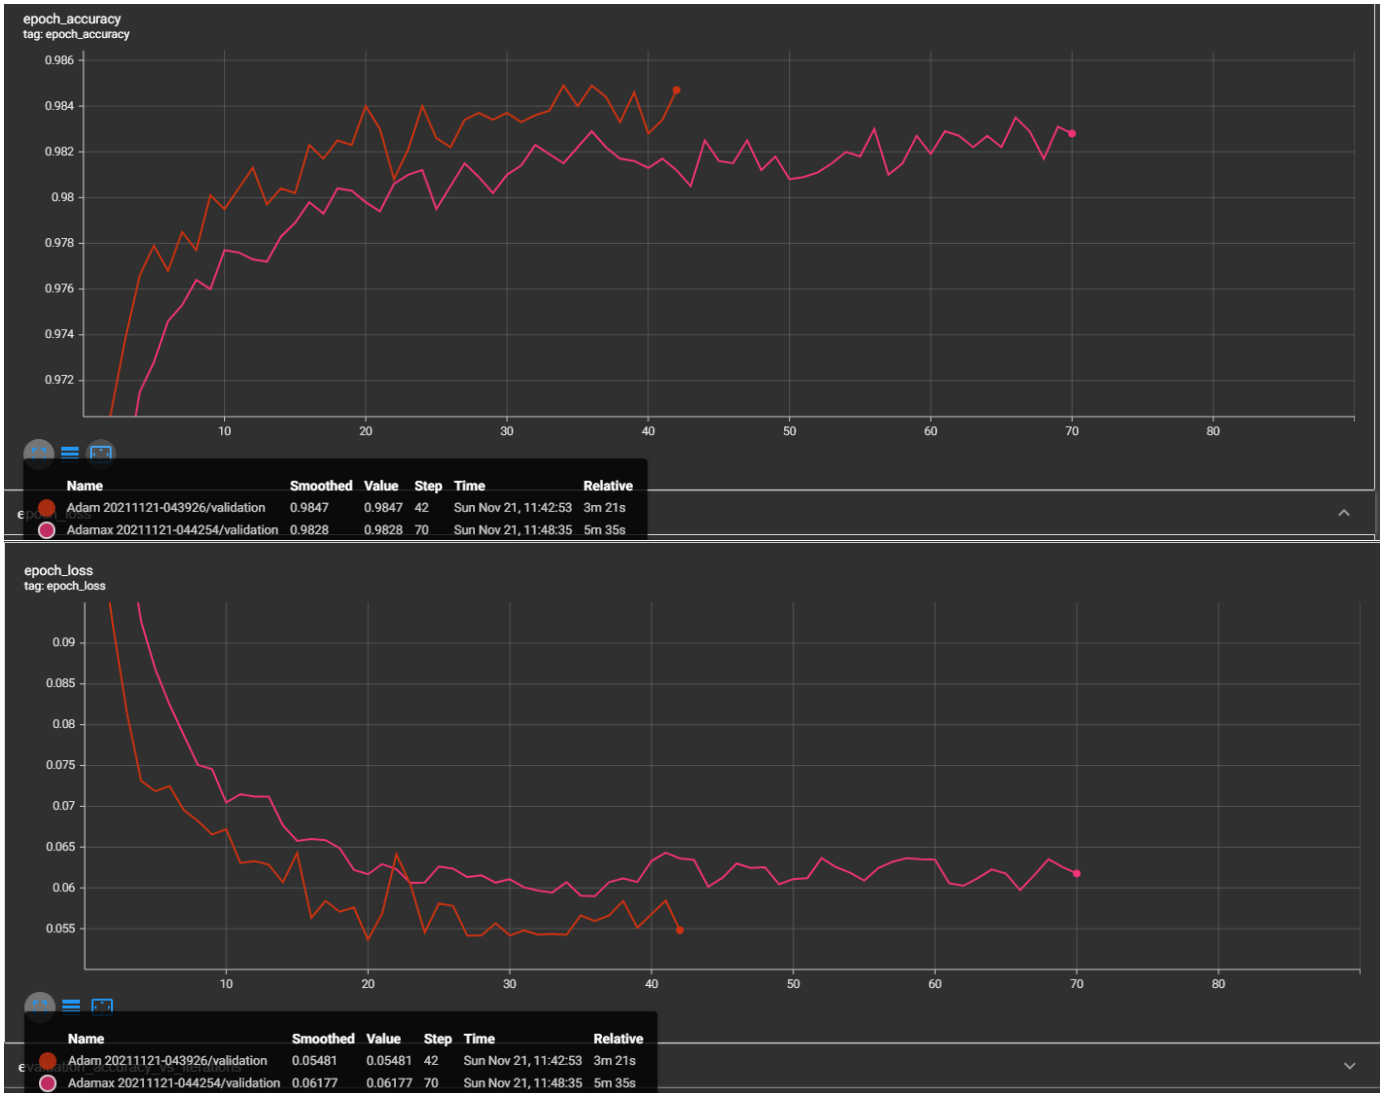 epoch_accuracy
tag: epoch_accuracy
0.986
0.984
0.982
0.98
0.978
0.976
0.974
0.972
10 20 30 40 50 60 70 80
Name Smoothed Value Step Time Relative
Adam 20211121-043926/validation 0.9847 0.9847 42 Sun Nov 21, 11:42:53 3m 21s
epoch_loss
Adamax 20211121-044254/validation 0.9828 0.9828 70 Sun Nov 21, 11:48:35 5m 35s
epoch_loss
tag: epoch_loss
0.09
0.085
0.08
0.075
0.07
0.065
0.06
0.055
10 20 30 40 50 60 70 80
Name Smoothed Value Step Time Relative
Adam 20211121-043926/validation 0.05481 0.05481 42 Sun Nov 21, 11:42:53 3m 21s
evaluation_accuracy_vs_iterations
Adamax 20211121-044254/validation 0.06177 0.06177 70 Sun Nov 21, 11:48:35 5m 35s